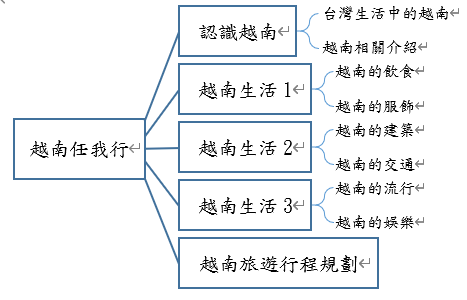 認識越南
台灣生活中的越南
越南相關介紹
越南生活 1
越南的飲食
越南的服飾
越南任我行
越南生活 2
越南的建築
越南的交通
越南生活 3
越南的流行
越南的娛樂
越南旅遊行程規劃